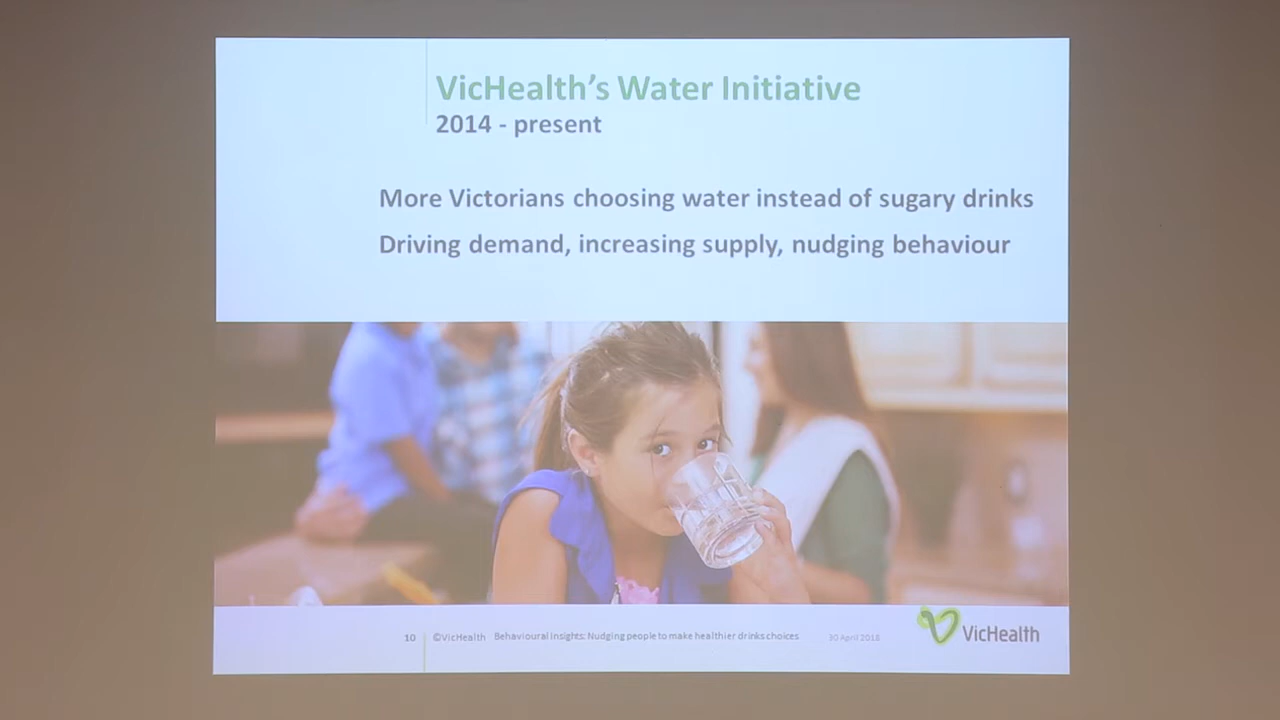 VicHealth’s Water Initiative
2014 - present
More Victorians choosing water instead of sugary drinks
Driving demand, increasing supply, nudging behaviour
10 ©VicHealth Behavioural Insights: Nudging people to make healthier drinks choices 30 April 2018
VicHealth